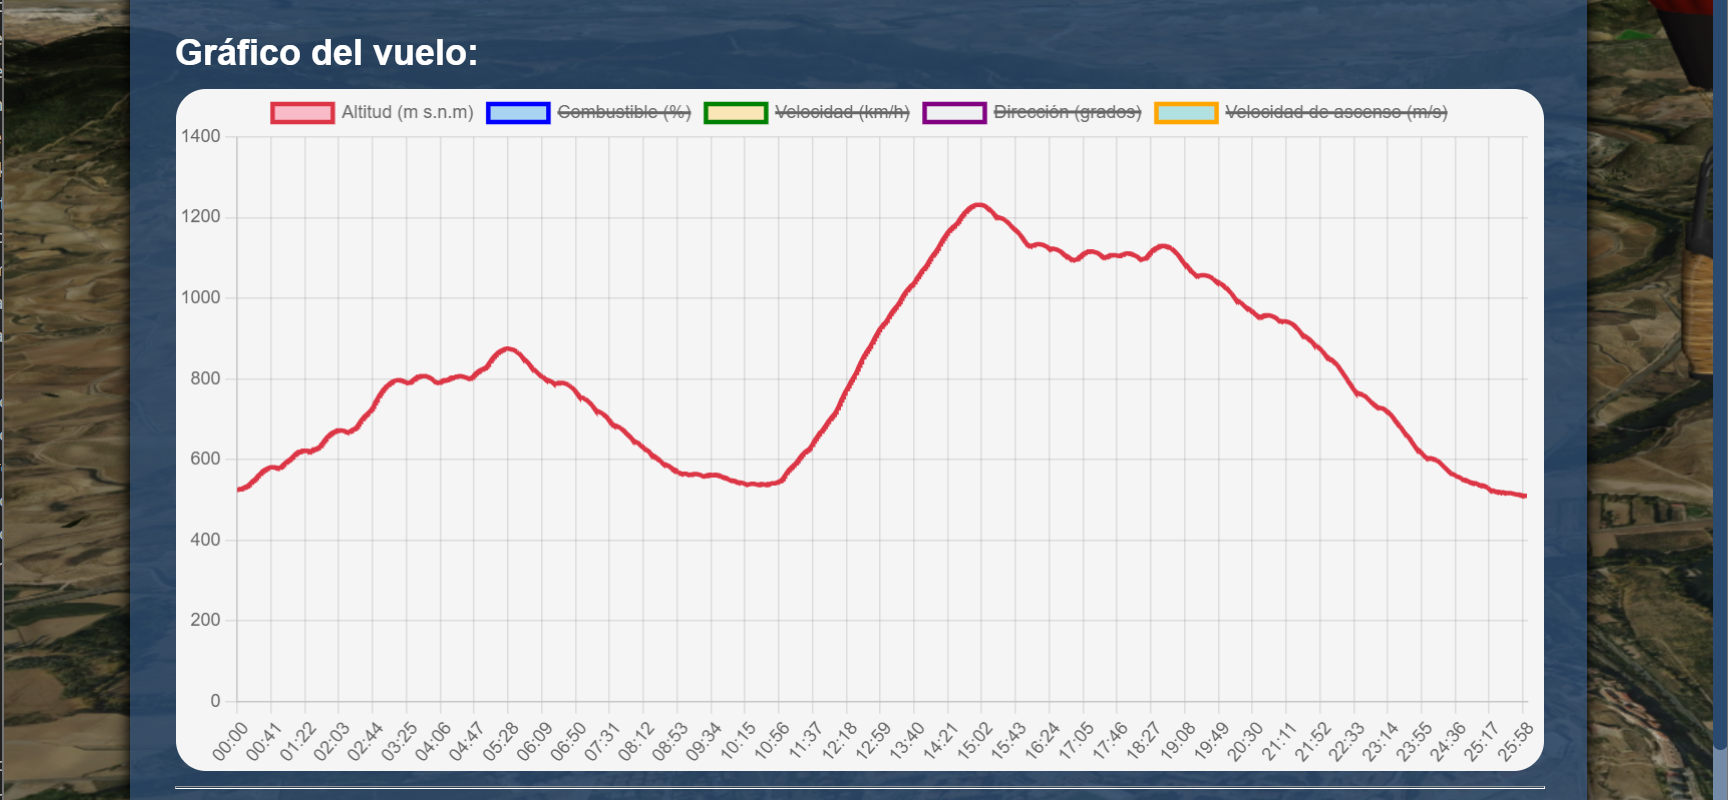 Gráfico del vuelo:
Altitud (m s.n.m) Combustible (%) Velocidad (km/h) Dirección (grados) Velocidad de ascenso (m/s)
1400
1200
1000
800
600
400
200
0
00:00 00:41 01:22 02:03 02:44 03:25 04:06 04:47 05:28 06:09 06:50 07:31 08:12 08:53 09:34 10:15 10:56 11:37 12:18 12:59 13:40 14:21 15:02 15:43 16:24 17:05 17:46 18:27 19:08 19:49 20:30 21:11 21:52 22:33 23:14 23:55 24:36 25:17 25:58